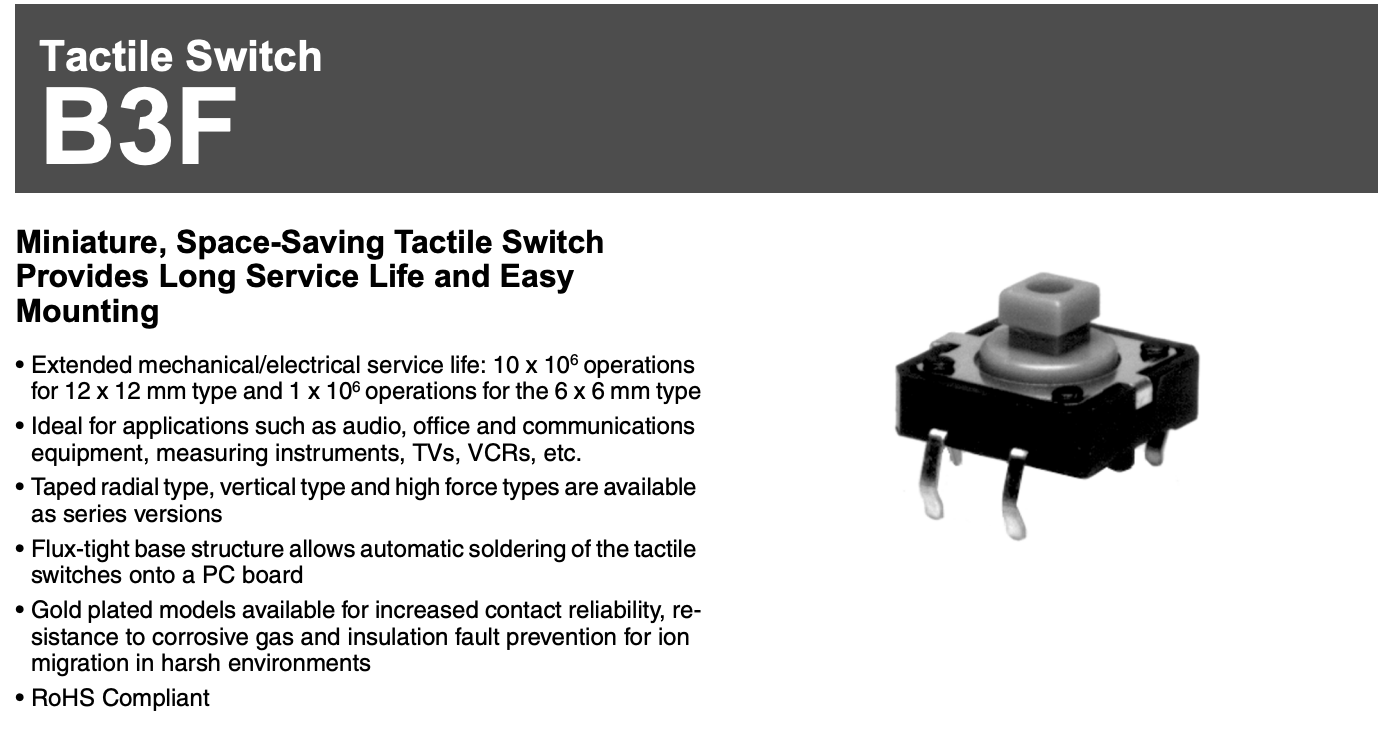 Tactile Switch
B3F
Miniature, Space-Saving Tactile Switch
Provides Long Service Life and Easy
Mounting
• Extended mechanical/electrical service life: 10 x 10⁶ operations
for 12 x 12 mm type and 1 x 10⁶ operations for the 6 x 6 mm type
• Ideal for applications such as audio, office and communications
equipment, measuring instruments, TVs, VCRs, etc.
• Taped radial type, vertical type and high force types are available
as series versions
• Flux-tight base structure allows automatic soldering of the tactile
switches onto a PC board
• Gold plated models available for increased contact reliability, re-
sistance to corrosive gas and insulation fault prevention for ion
migration in harsh environments
• RoHS Compliant